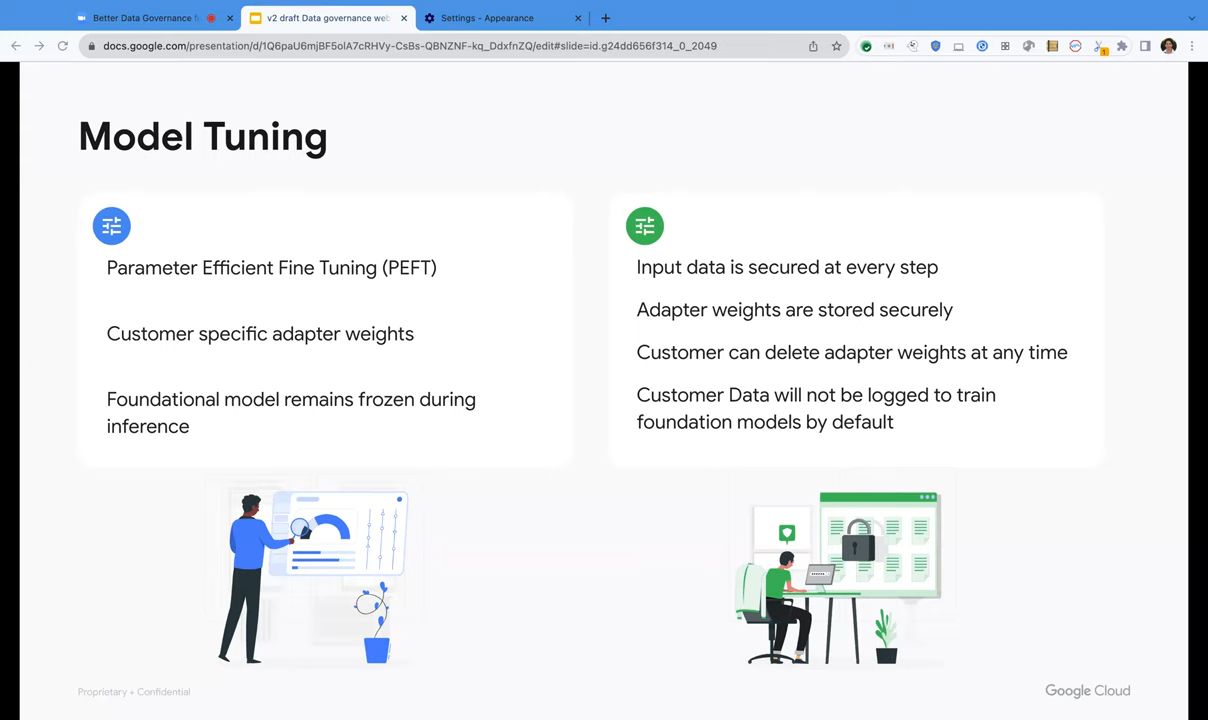 Better Data Governance f
v2 draft Data governance web
Settings - Appearance
docs.google.com/presentation/d/1Q6paU6mjBF5olA7cRHVy-CsBs-QBNZNF-kq_DdxfnZQ/edit#slide=id.g24dd656f314_0_2049
Model Tuning
Parameter Efficient Fine Tuning (PEFT)
Customer specific adapter weights
Foundational model remains frozen during
inference
Input data is secured at every step
Adapter weights are stored securely
Customer can delete adapter weights at any time
Customer Data will not be logged to train
foundation models by default
Proprietary + Confidential
Google Cloud